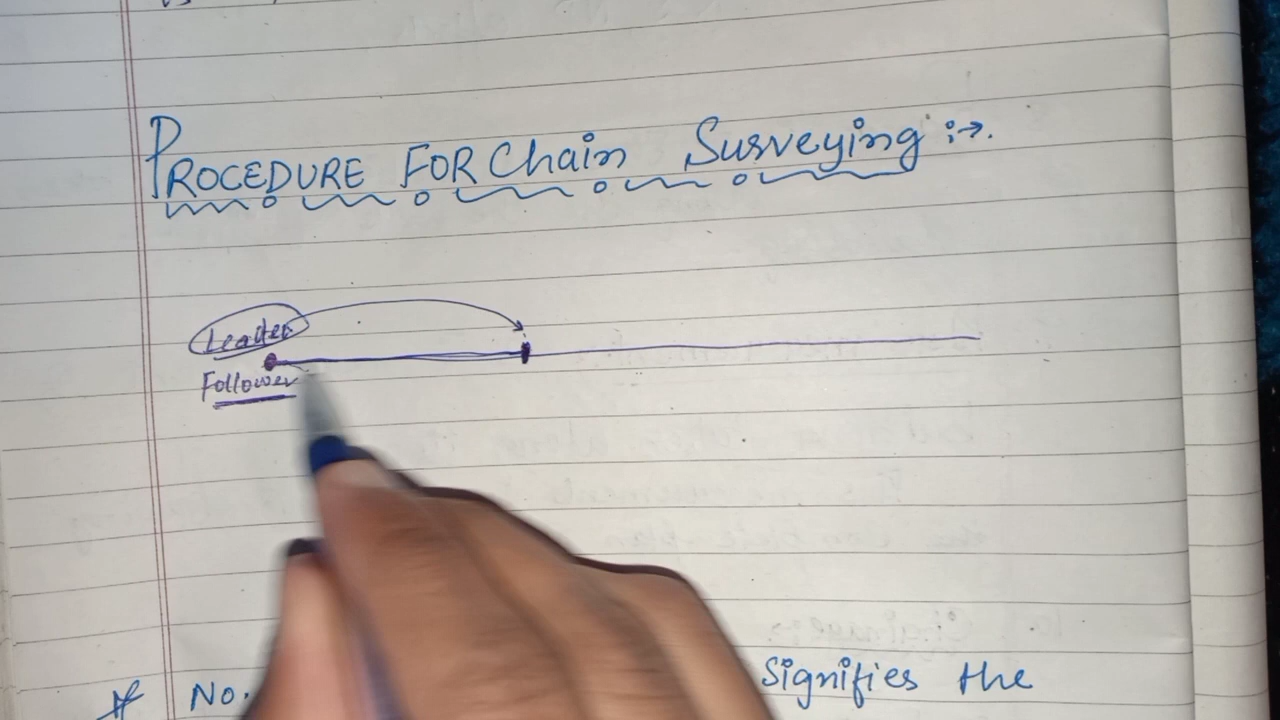 PROCEDURE FOR Chain Surveying :→.
Leader
Follower
* No. Signifies the